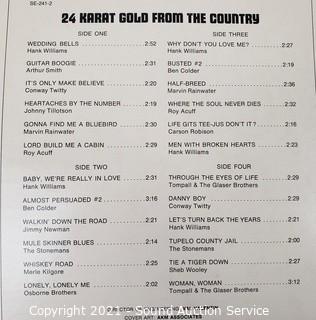 SE-241-2
24 KARAT GOLD FROM THE COUNTRY
SIDE ONE
WEDDING BELLS 2:52
Hank Williams
GUITAR BOOGIE 2:31
Arthur Smith
IT'S ONLY MAKE BELIEVE 2:20
Conway Twitty
HEARTACHES BY THE NUMBER 2:19
Johnny Tillotson
GONNA FIND ME A BLUEBIRD 2:30
Marvin Rainwater
LORD BUILD ME A CABIN 2:29
Roy Acuff
SIDE TWO
BABY, WE'RE REALLY IN LOVE 2:31
Hank Williams
ALMOST PERSUADED #2 3:16
Ben Colder
WALKIN' DOWN THE ROAD 2:21
Jimmy Newman
MULE SKINNER BLUES 2:14
The Stonemans
WHISKEY ROAD 2:25
Merle Kilgore
LONELY, LONELY ME 2:02
Osborne Brothers
SIDE THREE
WHY DON'T YOU LOVE ME? 2:27
Hank Williams
BUSTED #2 2:19
Ben Colder
HALF-BREED 2:36
Marvin Rainwater
WHERE THE SOUL NEVER DIES 2:32
Roy Acuff
LIFE GITS TEE-JUS DON'T IT? 2:16
Carson Robison
MEN WITH BROKEN HEARTS 2:23
Hank Williams
SIDE FOUR
THROUGH THE EYES OF LIFE 2:29
Tompall & The Glaser Brothers
DANNY BOY 2:29
Conway Twitty
LET'S TURN BACK THE YEARS 2:21
Hank Williams
TUPELO COUNTY JAIL 2:00
The Stonemans
TIE A TIGER DOWN 2:27
Sheb Wooley
WOMAN, WOMAN 3:12
Tompall & The Glaser Brothers
VAL VALENTIN
COVER ART: AKM ASSOCIATES
Copyright 2021 - Sound Auction Service